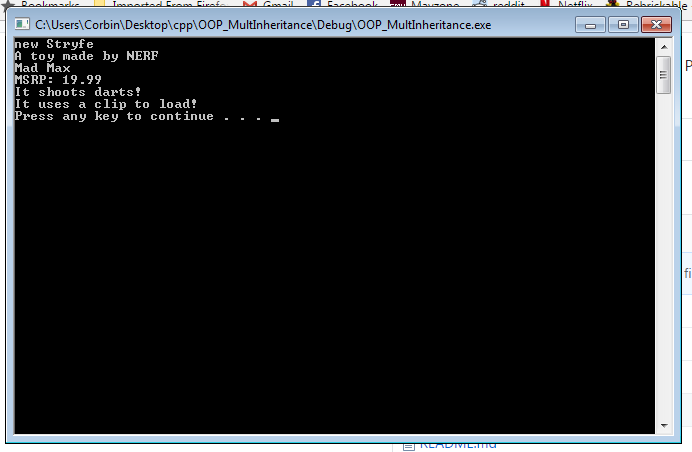 Bookmarks Imported From Firefo Gmail Facebook Mayzone reddit Netflix Rebrickable
C:\Users\Corbin\Desktop\cpp\OOP_MultInheritance\Debug\OOP_MultInheritance.exe
new Stryfe
A toy made by NERF
Mad Max
MSRP: 19.99
It shoots darts!
It uses a clip to load!
Press any key to continue . . . _
P
fi
README.md